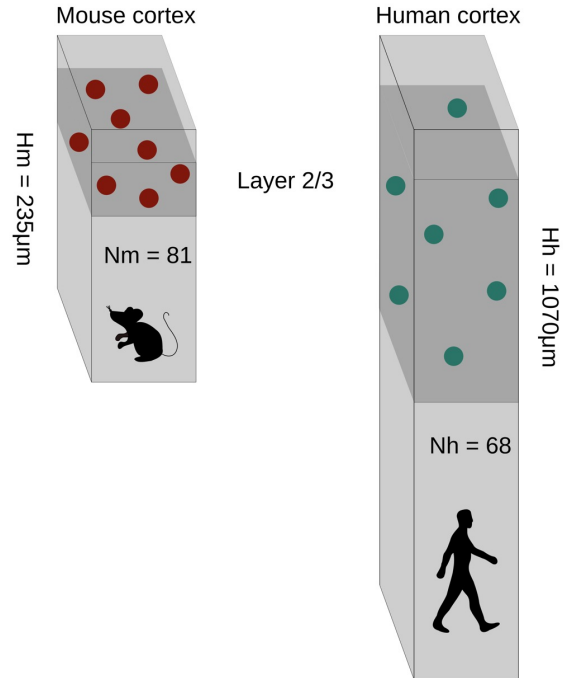 Mouse cortex
Human cortex
Hm = 235µm
Layer 2/3
Hh = 1070µm
Nm = 81
Nh = 68